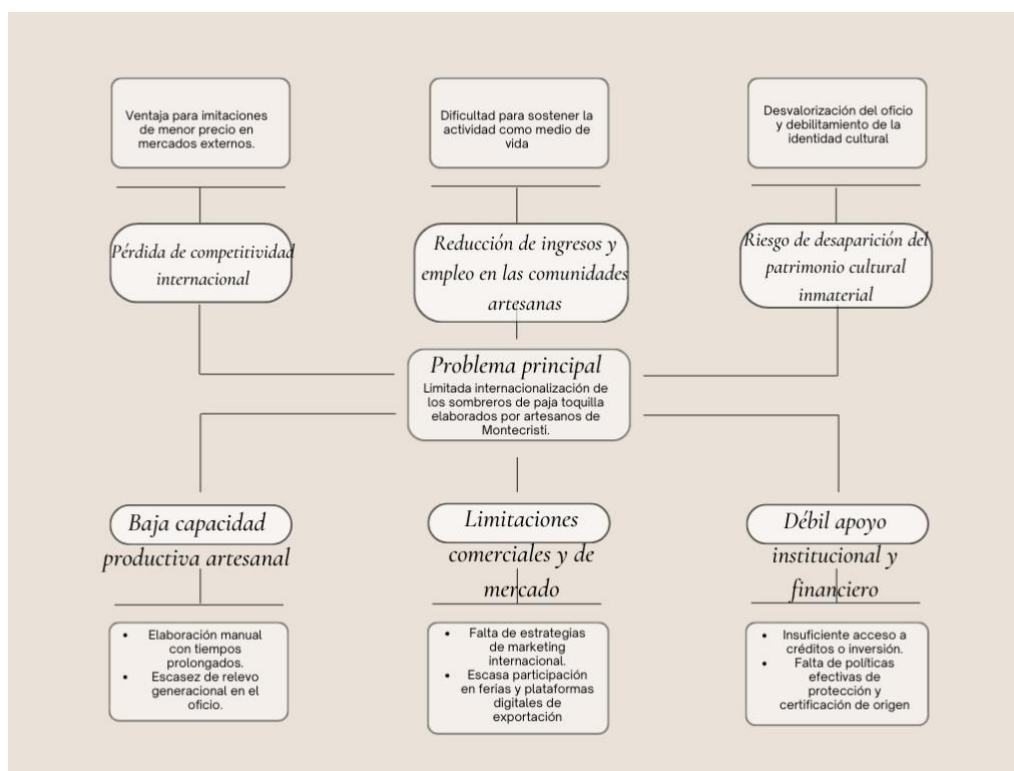 Ventaja para imitaciones
de menor precio en
mercados externos.
Dificultad para sostener la
actividad como medio de
vida
Desvalorización del oficio
y debilitamiento de la
identidad cultural
Pérdida de competitividad
internacional
Reducción de ingresos y
empleo en las comunidades
artesanas
Riesgo de desaparición del
patrimonio cultural
inmaterial
Problema principal
Limitada internacionalización de
los sombreros de paja toquilla
elaborados por artesanos de
Montecristi.
Baja capacidad
productiva artesanal
Limitaciones
comerciales y de
mercado
Débil apoyo
institucional y
financiero
• Elaboración manual
con tiempos
prolongados.
• Escasez de relevo
generacional en el
oficio.
• Falta de estrategias
de marketing
internacional.
• Escasa participación
en ferias y plataformas
digitales de
exportación
• Insuficiente acceso a
créditos o inversión.
• Falta de políticas
efectivas de
protección y
certificación de origen